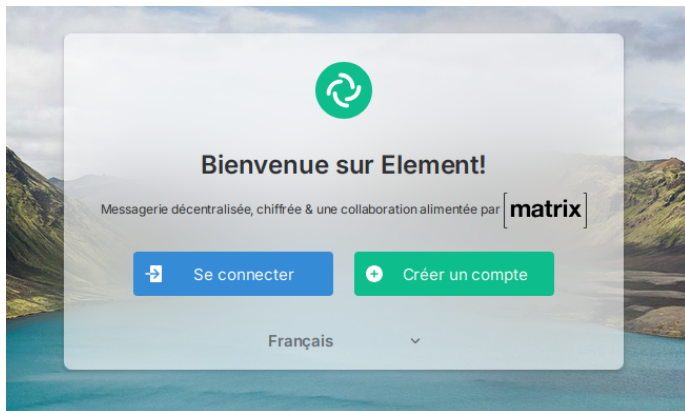 Bienvenue sur Element!
Messagerie décentralisée, chiffrée & une collaboration alimentée par [matrix]
Se connecter
Créer un compte
Français